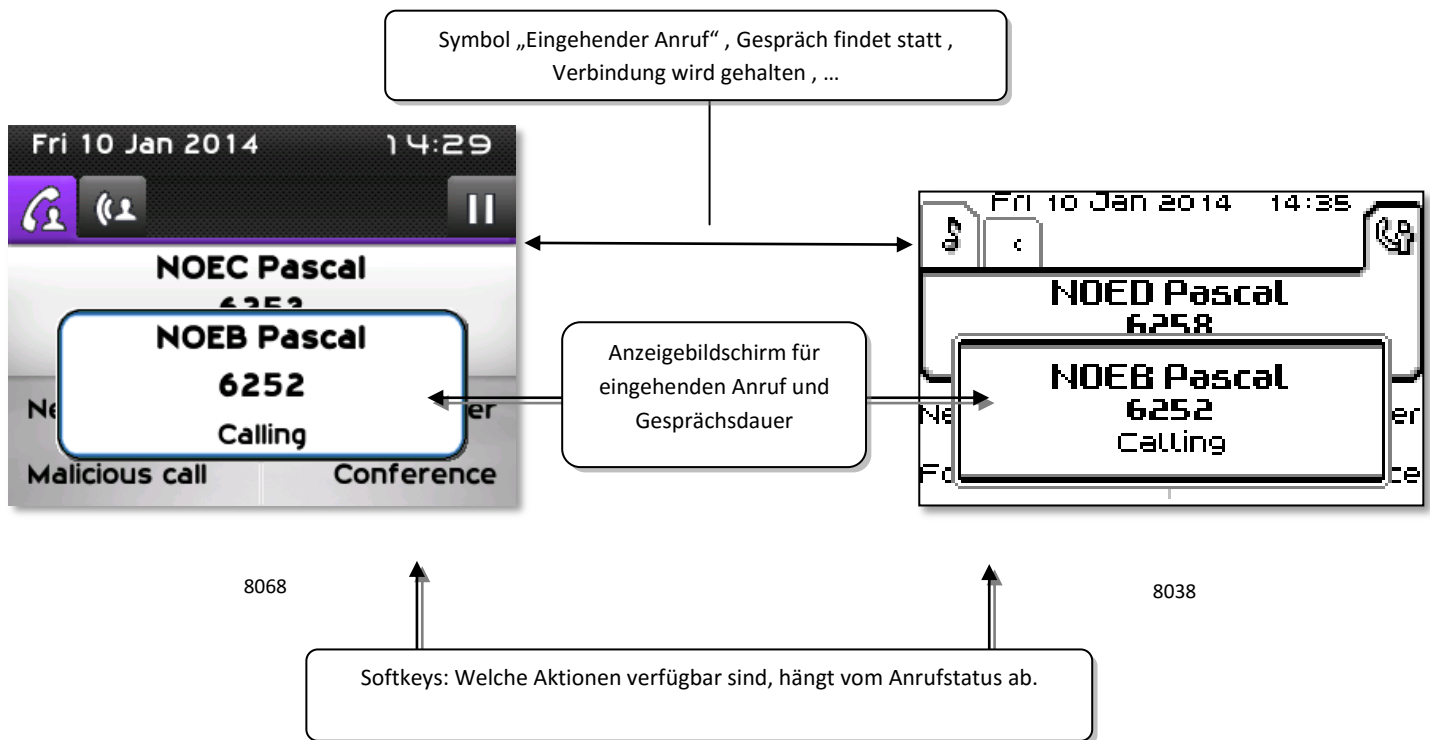 Symbol „Eingehender Anruf“ , Gespräch findet statt ,
Verbindung wird gehalten , ...
Fri 10 Jan 2014 14:29
NOEC Pascal
NOEB Pascal
6252
Calling
Malicious call Conference
Fri 10 Jan 2014 14:35
NOED Pascal
6258
NOEB Pascal
6252
Calling
Anzeigebildschirm für
eingehenden Anruf und
Gesprächsdauer
8068
8038
Softkeys: Welche Aktionen verfügbar sind, hängt vom Anrufstatus ab.